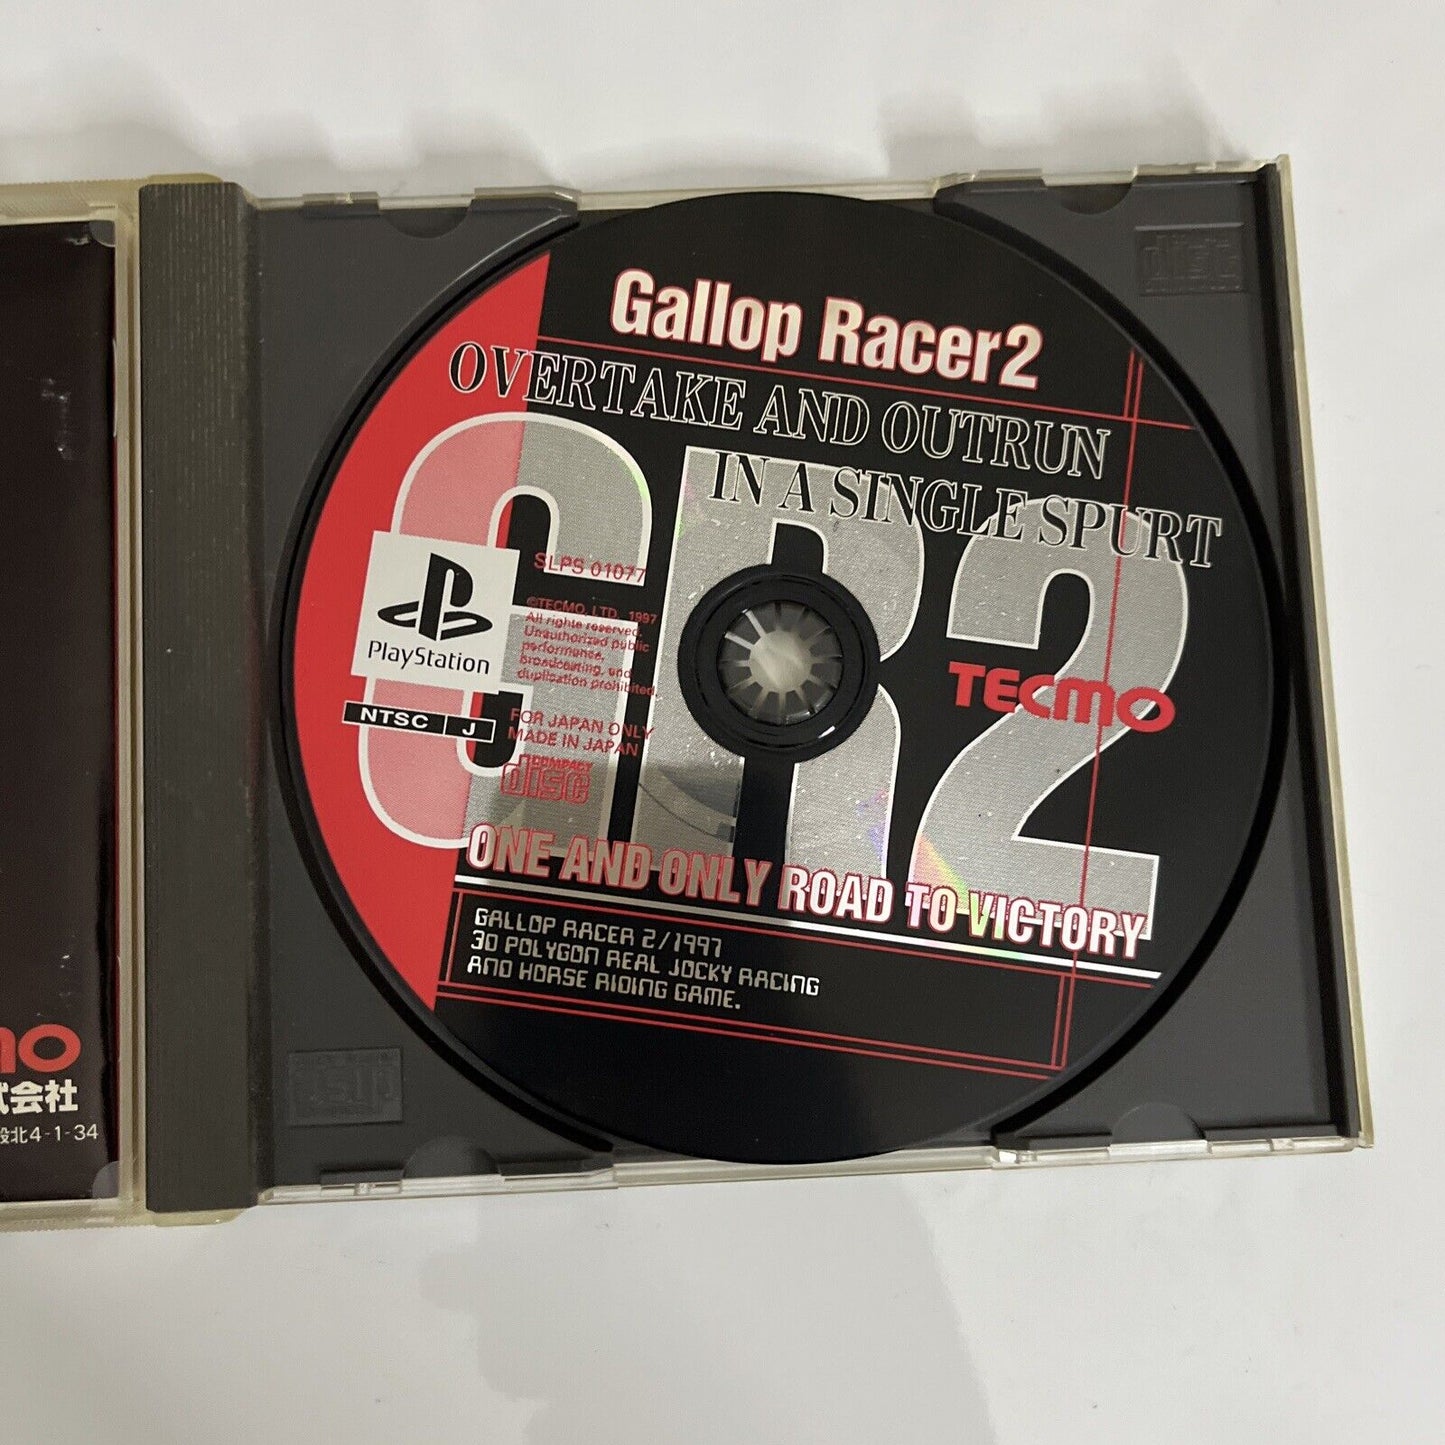 Gallop Racer2
OVERTAKE AND OUTRUN
IN A SINGLE SPURT
GR2
SLPS 01077
©TECMO, LTD. 1997
All rights reserved.
Unauthorized public
performance,
broadcasting, and
duplication prohibited.
PlayStation
NTSC J
FOR JAPAN ONLY
MADE IN JAPAN
COMPACT
disc
TECMO
ONE AND ONLY ROAD TO VICTORY
GALLOP RACER 2/1997
3D POLYGON REAL JOCKY RACING
AND HORSE RIDING GAME.
disc
disc
MO
式会社
段北4-1-34